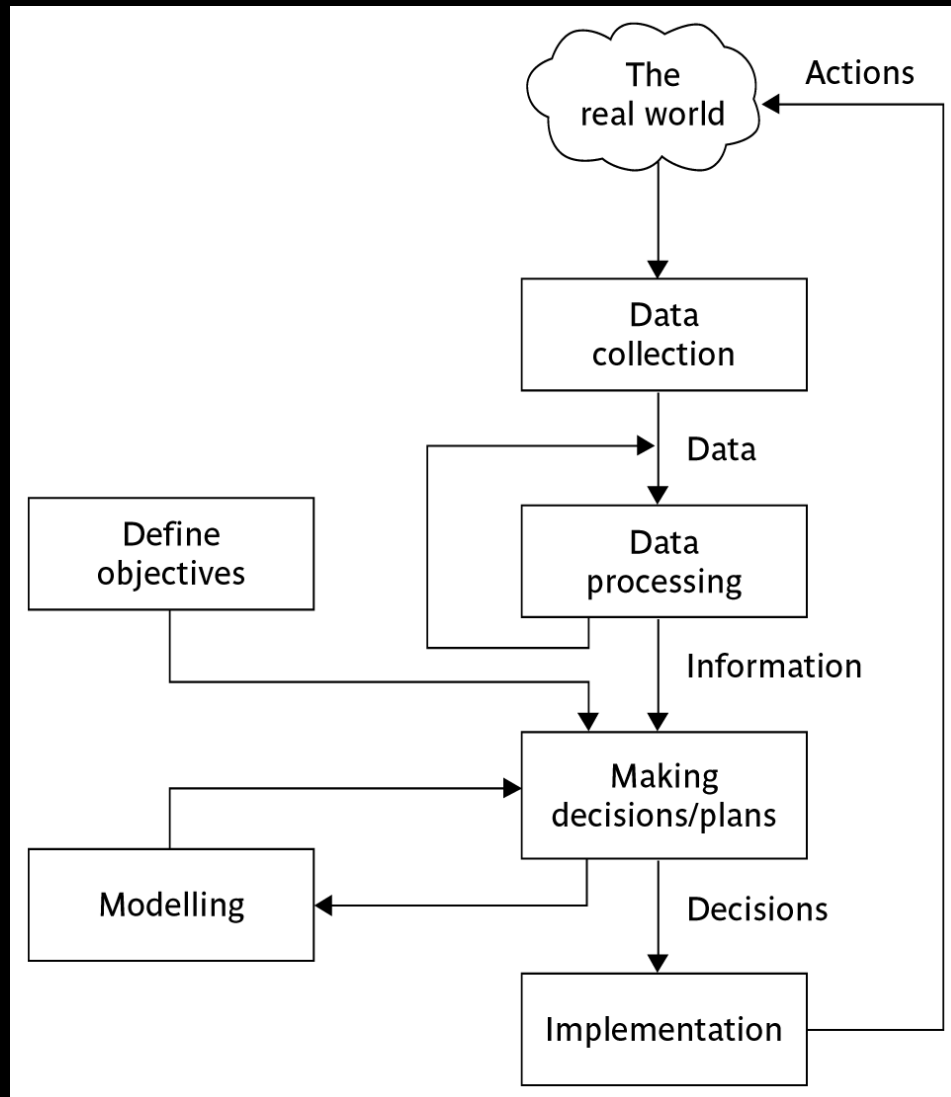 The
real world
Actions
Data
collection
Data
Define
objectives
Data
processing
Information
Making
decisions/plans
Modelling
Decisions
Implementation